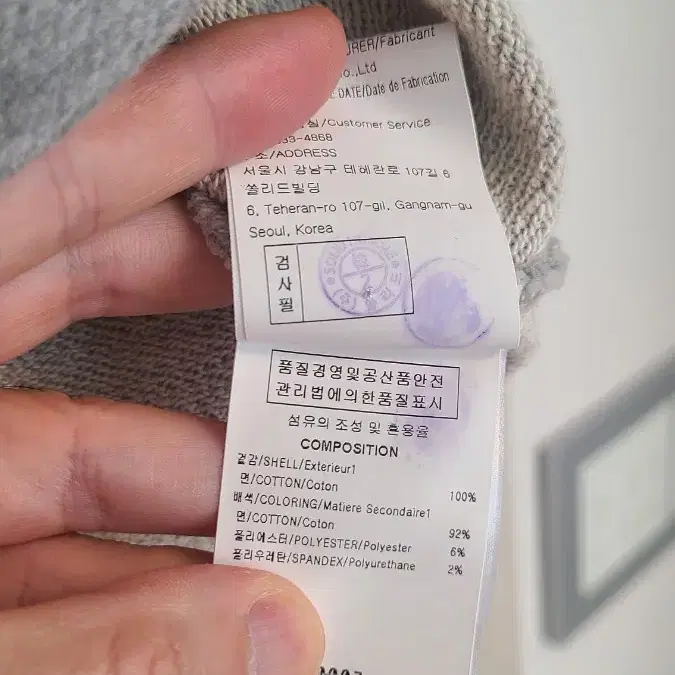 URER/Fabricant
o.,Ltd
DATE/Date de Fabrication
실/Customer Service
33-4868
소/ADDRESS
서울시 강남구 테헤란로 107길 6
쏠리드빌딩
6, Teheran-ro 107-gil, Gangnam-gu
Seoul, Korea
검사필
품질경영및공산품안전
관리법에의한품질표시
섬유의 조성 및 혼용율
COMPOSITION
겉감/SHELL/Exterieur1
면/COTTON/Coton 100%
배색/COLORING/Matiere Secondaire1
면/COTTON/Coton 92%
폴리에스터/POLYESTER/Polyester 6%
폴리우레탄/SPANDEX/Polyurethane 2%